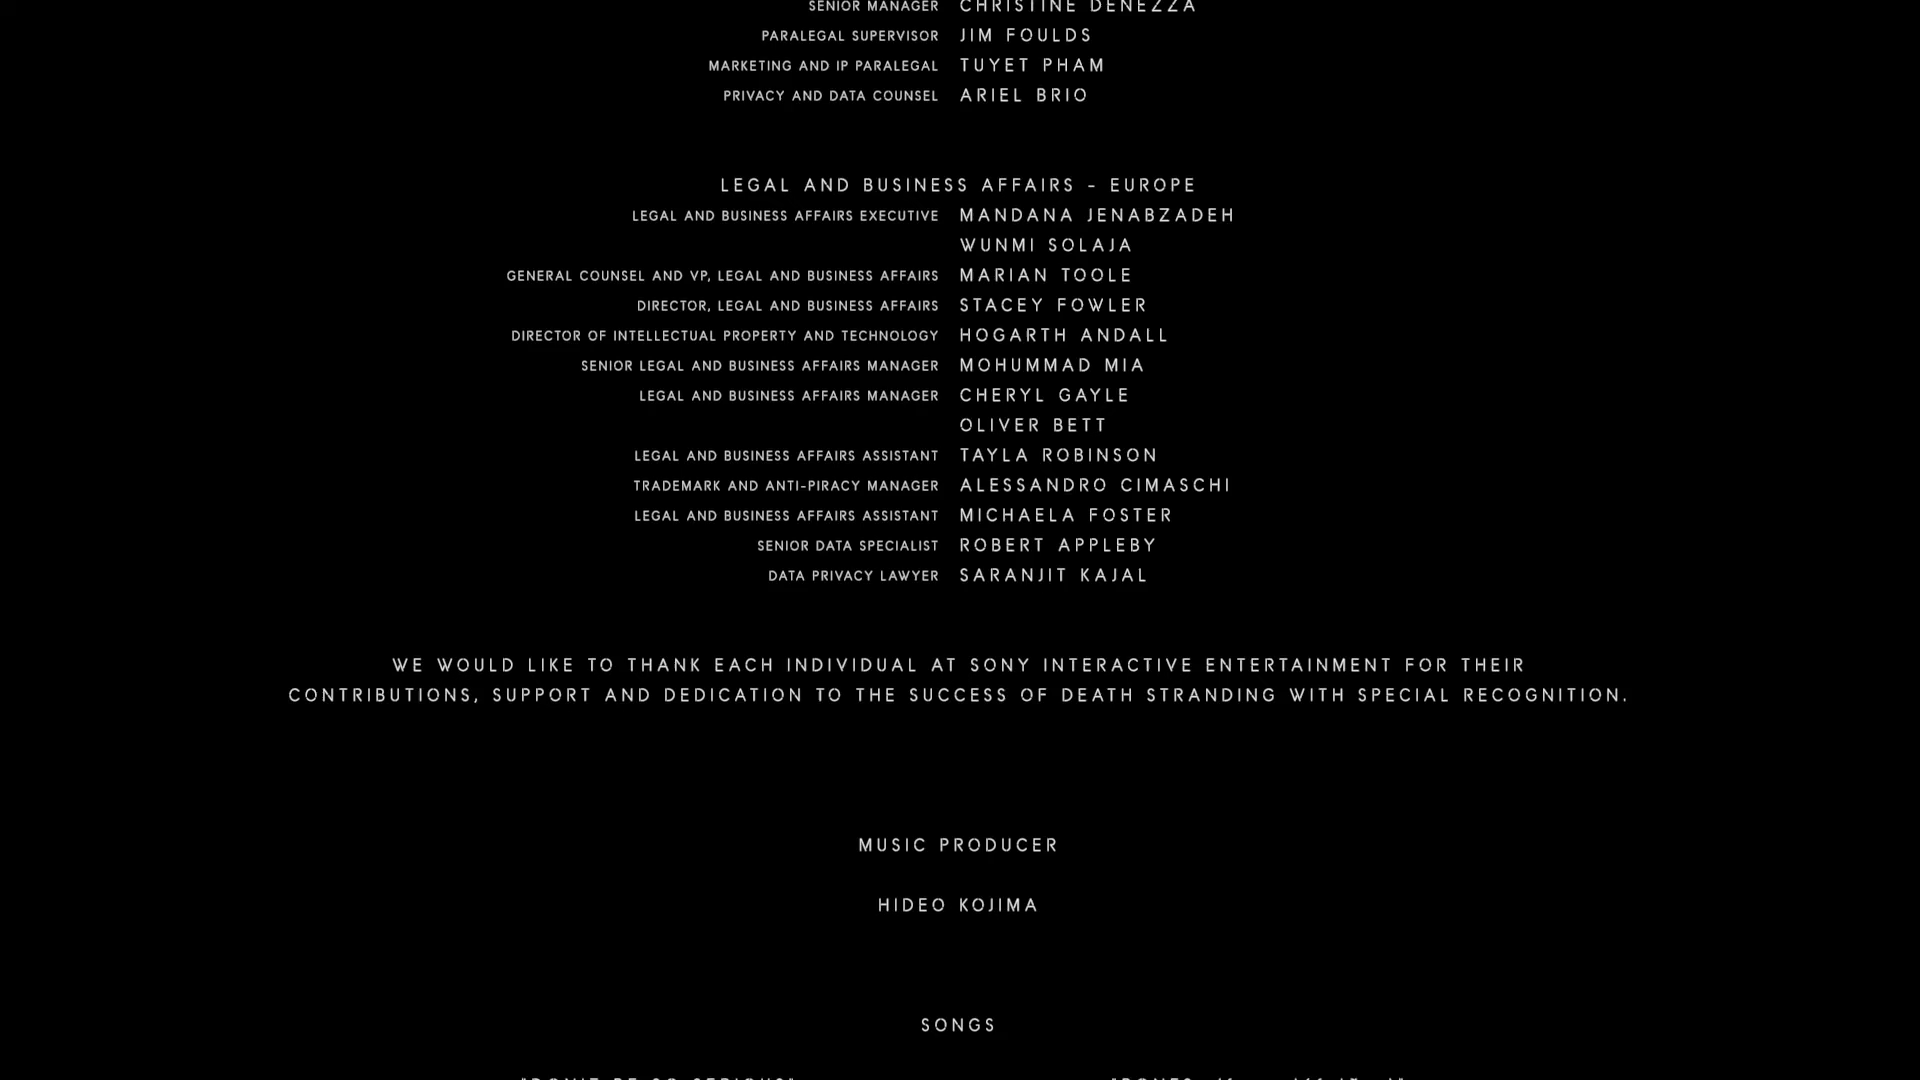 SENIOR MANAGER CHRISTINE DENEZZA
PARALEGAL SUPERVISOR JIM FOULDS
MARKETING AND IP PARALEGAL TUYET PHAM
PRIVACY AND DATA COUNSEL ARIEL BRIO
LEGAL AND BUSINESS AFFAIRS - EUROPE
LEGAL AND BUSINESS AFFAIRS EXECUTIVE MANDANA JENABZADEH
WUNMI SOLAJA
GENERAL COUNSEL AND VP, LEGAL AND BUSINESS AFFAIRS MARIAN TOOLE
DIRECTOR, LEGAL AND BUSINESS AFFAIRS STACEY FOWLER
DIRECTOR OF INTELLECTUAL PROPERTY AND TECHNOLOGY HOGARTH ANDALL
SENIOR LEGAL AND BUSINESS AFFAIRS MANAGER MOHUMMAD MIA
LEGAL AND BUSINESS AFFAIRS MANAGER CHERYL GAYLE
OLIVER BETT
LEGAL AND BUSINESS AFFAIRS ASSISTANT TAYLA ROBINSON
TRADEMARK AND ANTI-PIRACY MANAGER ALESSANDRO CIMASCHI
LEGAL AND BUSINESS AFFAIRS ASSISTANT MICHAELA FOSTER
SENIOR DATA SPECIALIST ROBERT APPLEBY
DATA PRIVACY LAWYER SARANJIT KAJAL
WE WOULD LIKE TO THANK EACH INDIVIDUAL AT SONY INTERACTIVE ENTERTAINMENT FOR THEIR
CONTRIBUTIONS, SUPPORT AND DEDICATION TO THE SUCCESS OF DEATH STRANDING WITH SPECIAL RECOGNITION.
MUSIC PRODUCER
HIDEO KOJIMA
SONGS